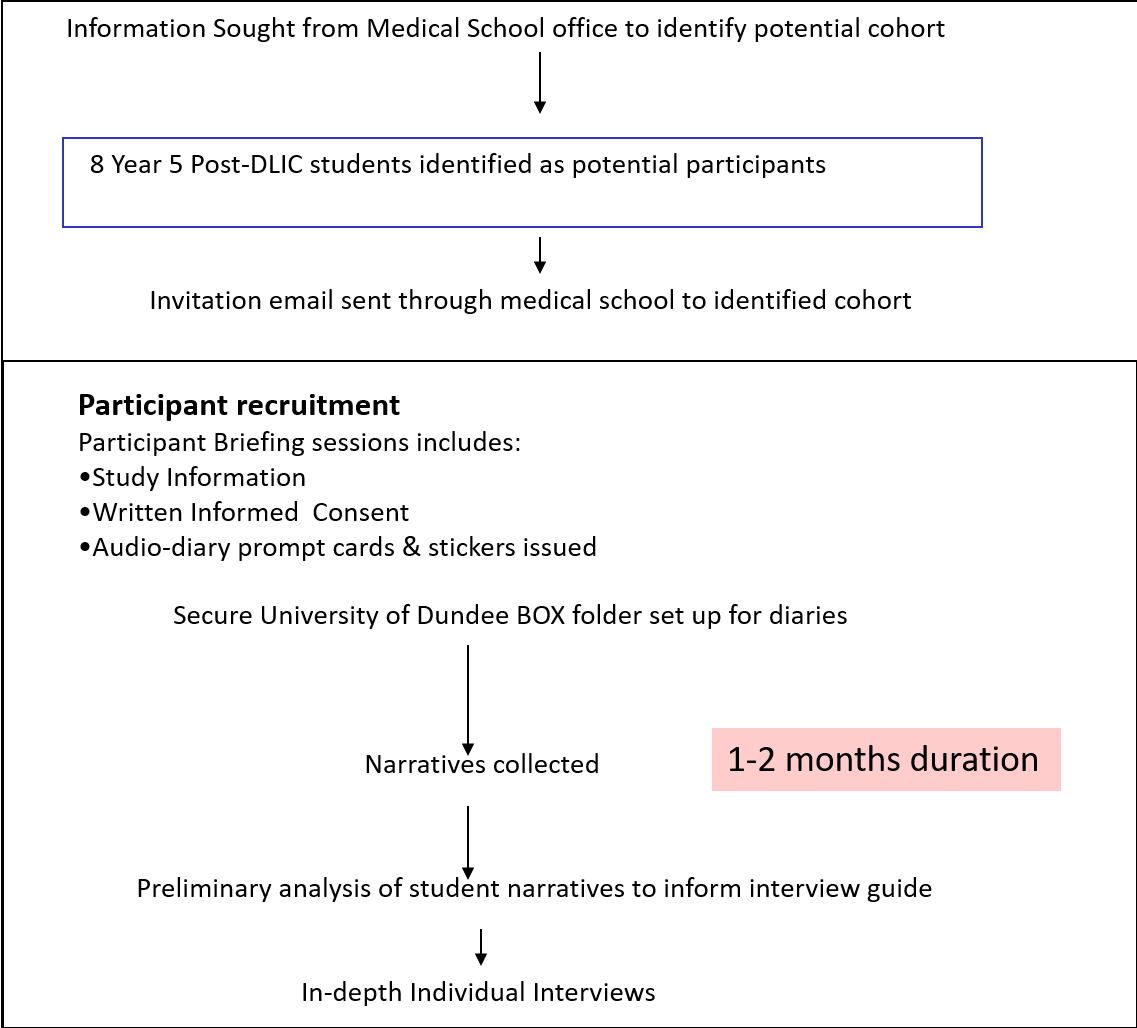 Information Sought from Medical School office to identify potential cohort
8 Year 5 Post-DLIC students identified as potential participants
Invitation email sent through medical school to identified cohort
Participant recruitment
Participant Briefing sessions includes:
•Study Information
•Written Informed  Consent
•Audio-diary prompt cards & stickers issued
Secure University of Dundee BOX folder set up for diaries
Narratives collected
1-2 months duration
Preliminary analysis of student narratives to inform interview guide
In-depth Individual Interviews